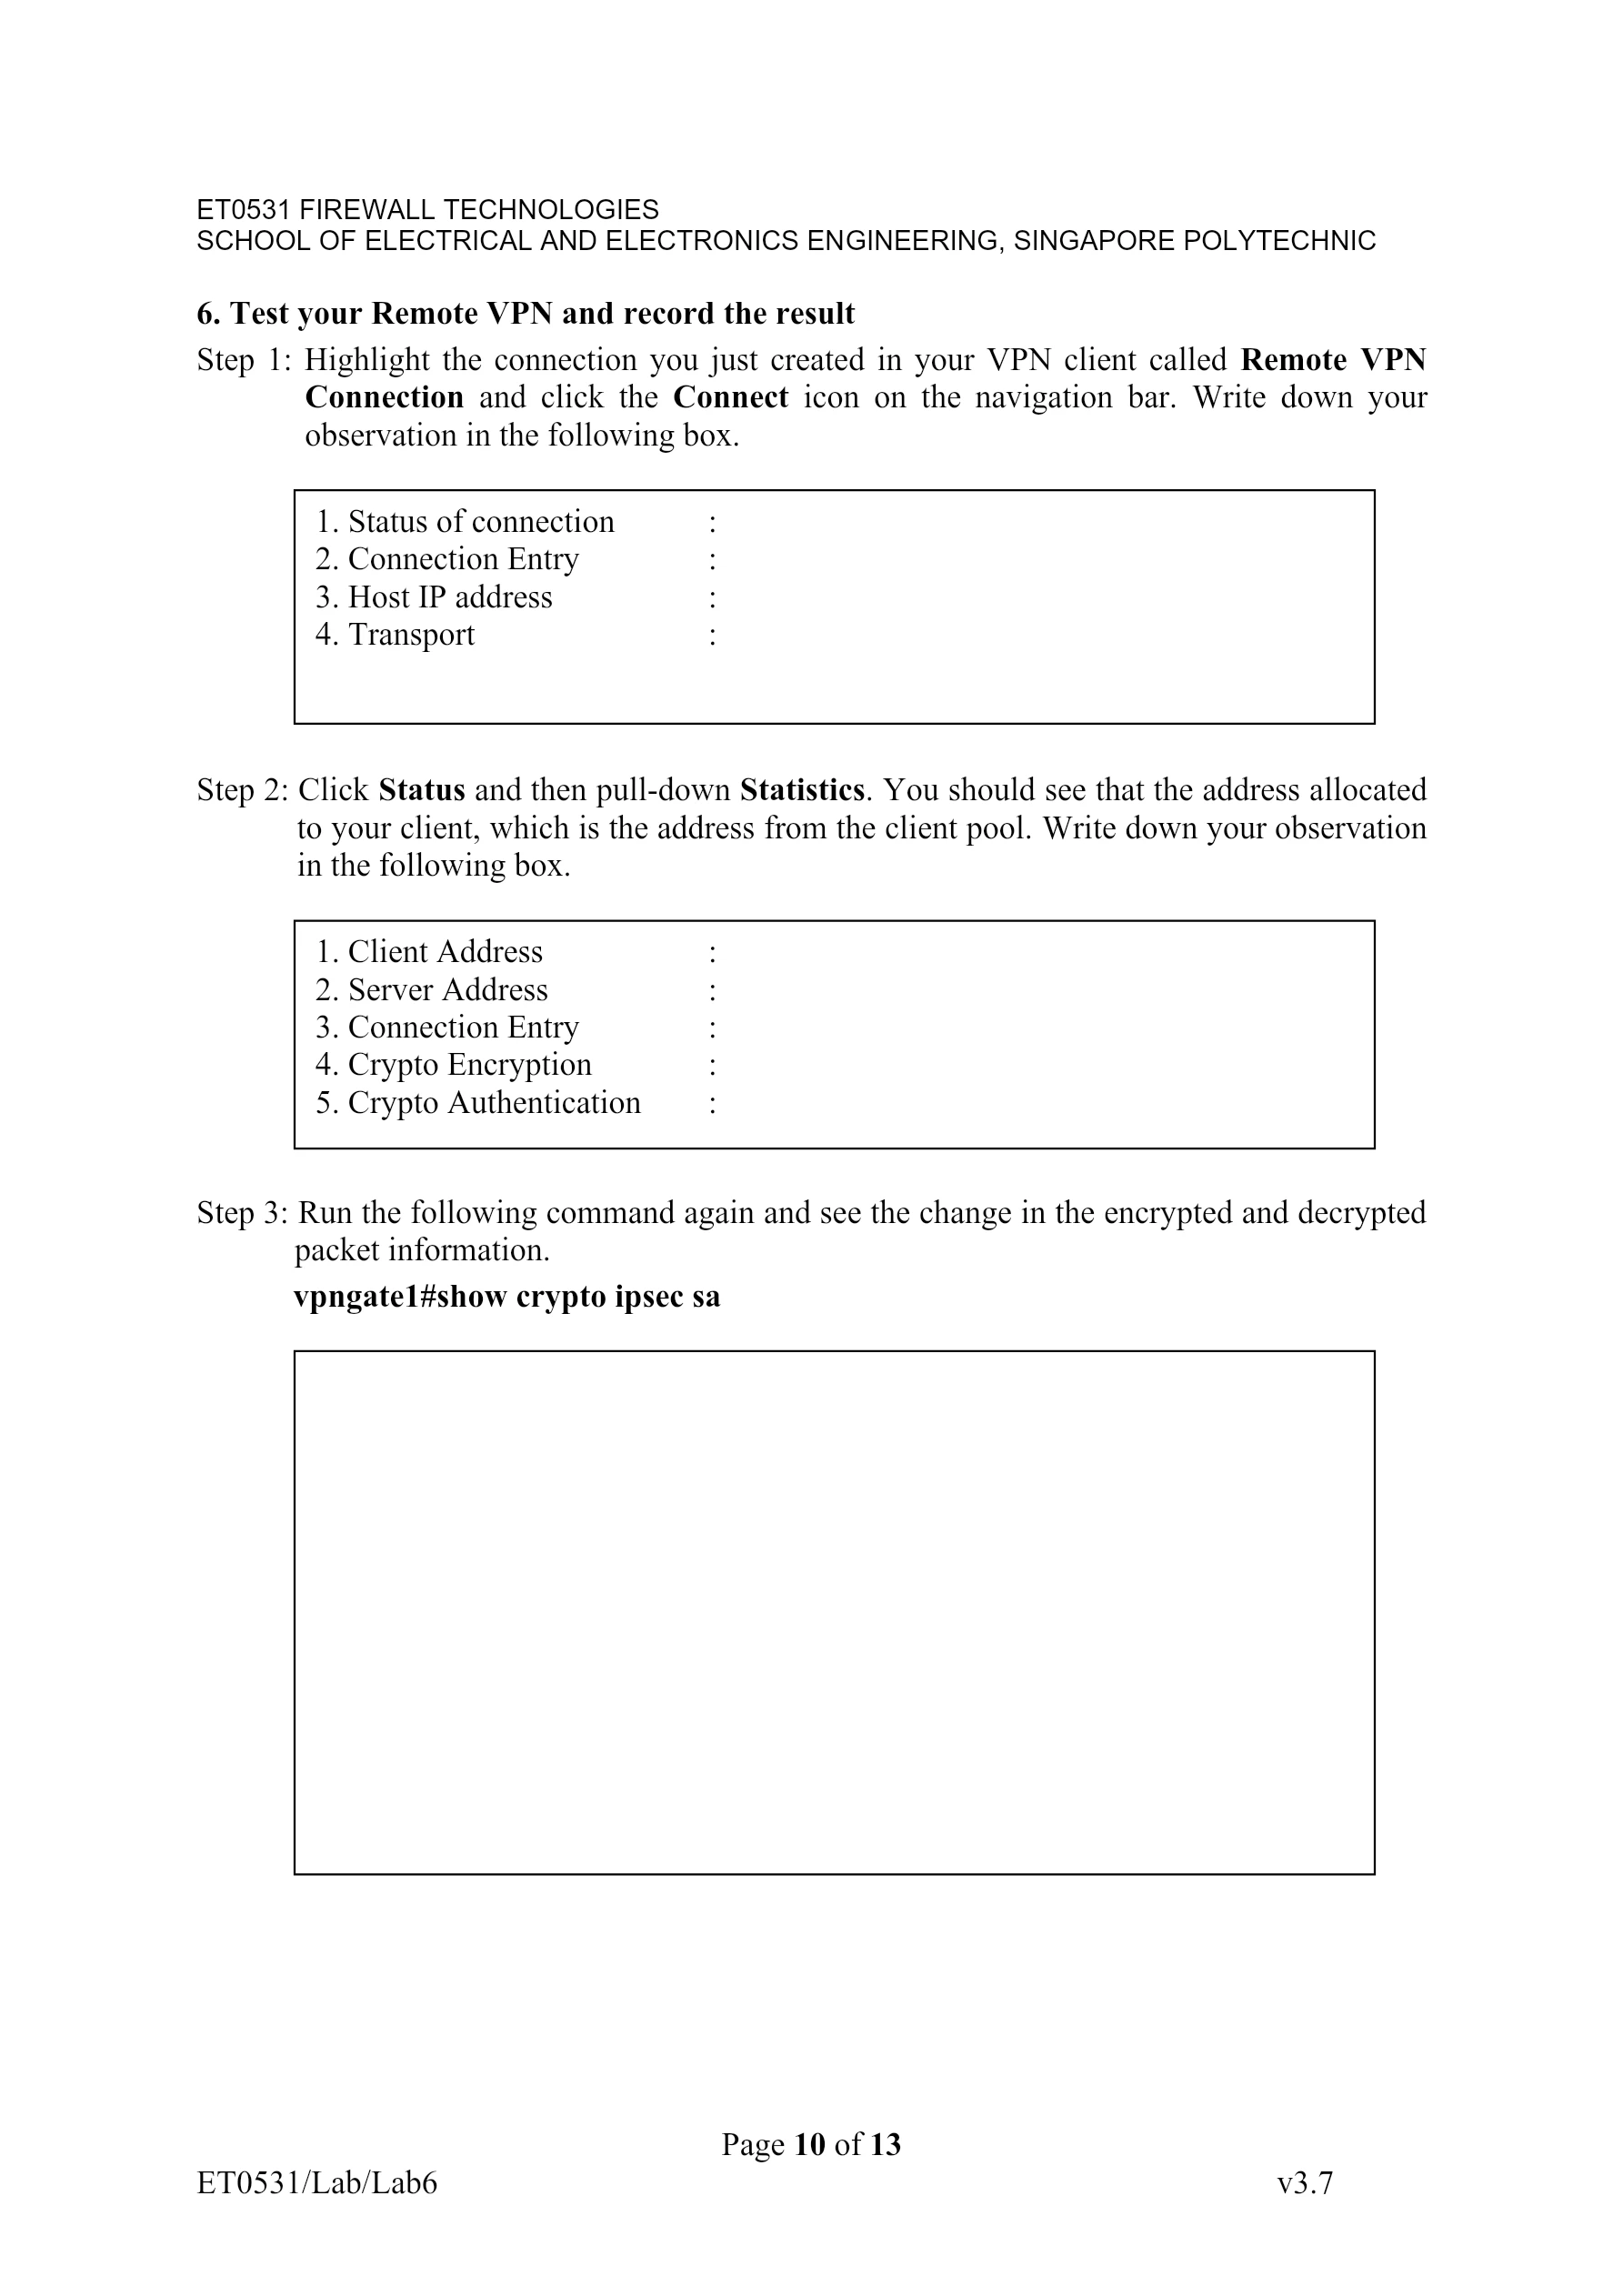 ET0531 FIREWALL TECHNOLOGIES
SCHOOL OF ELECTRICAL AND ELECTRONICS ENGINEERING, SINGAPORE POLYTECHNIC
6. Test your Remote VPN and record the result
Step 1: Highlight the connection you just created in your VPN client called Remote VPN
Connection and click the Connect icon on the navigation bar. Write down your
observation in the following box.
1. Status of connection :
2. Connection Entry :
3. Host IP address :
4. Transport :
Step 2: Click Status and then pull-down Statistics. You should see that the address allocated
to your client, which is the address from the client pool. Write down your observation
in the following box.
1. Client Address :
2. Server Address :
3. Connection Entry :
4. Crypto Encryption :
5. Crypto Authentication :
Step 3: Run the following command again and see the change in the encrypted and decrypted
packet information.
vpngate1#show crypto ipsec sa
Page 10 of 13
ET0531/Lab/Lab6 v3.7